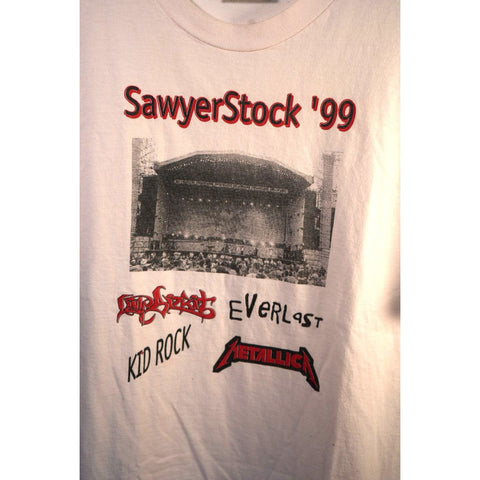 SawyerStock '99
EVERLAST
KID ROCK
METALLICA